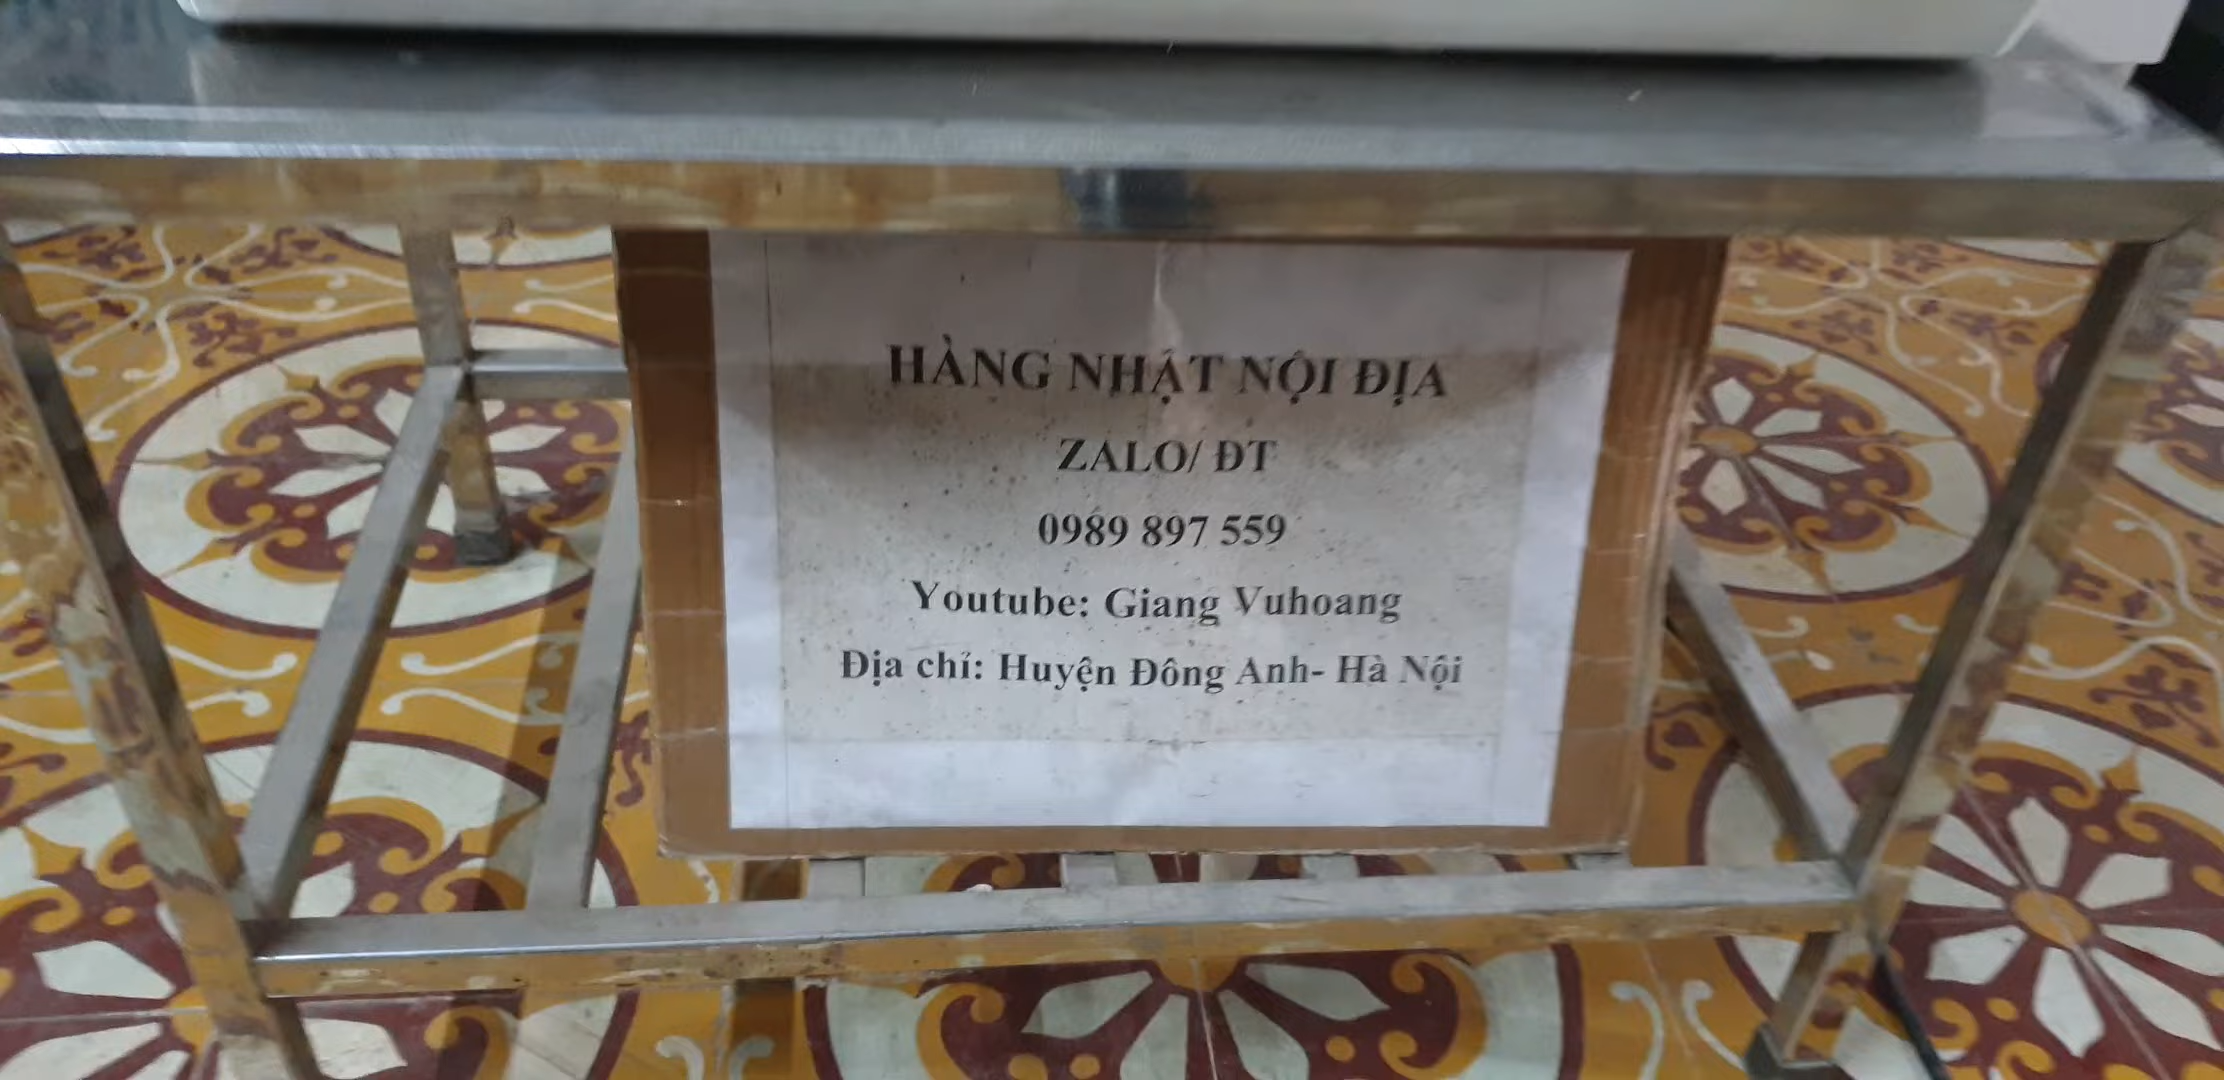 HÀNG NHẬT NỘI ĐỊA
ZALO/ ĐT
0989 897 559
Youtube: Giang Vuhoang
Địa chỉ: Huyện Đông Anh- Hà Nội